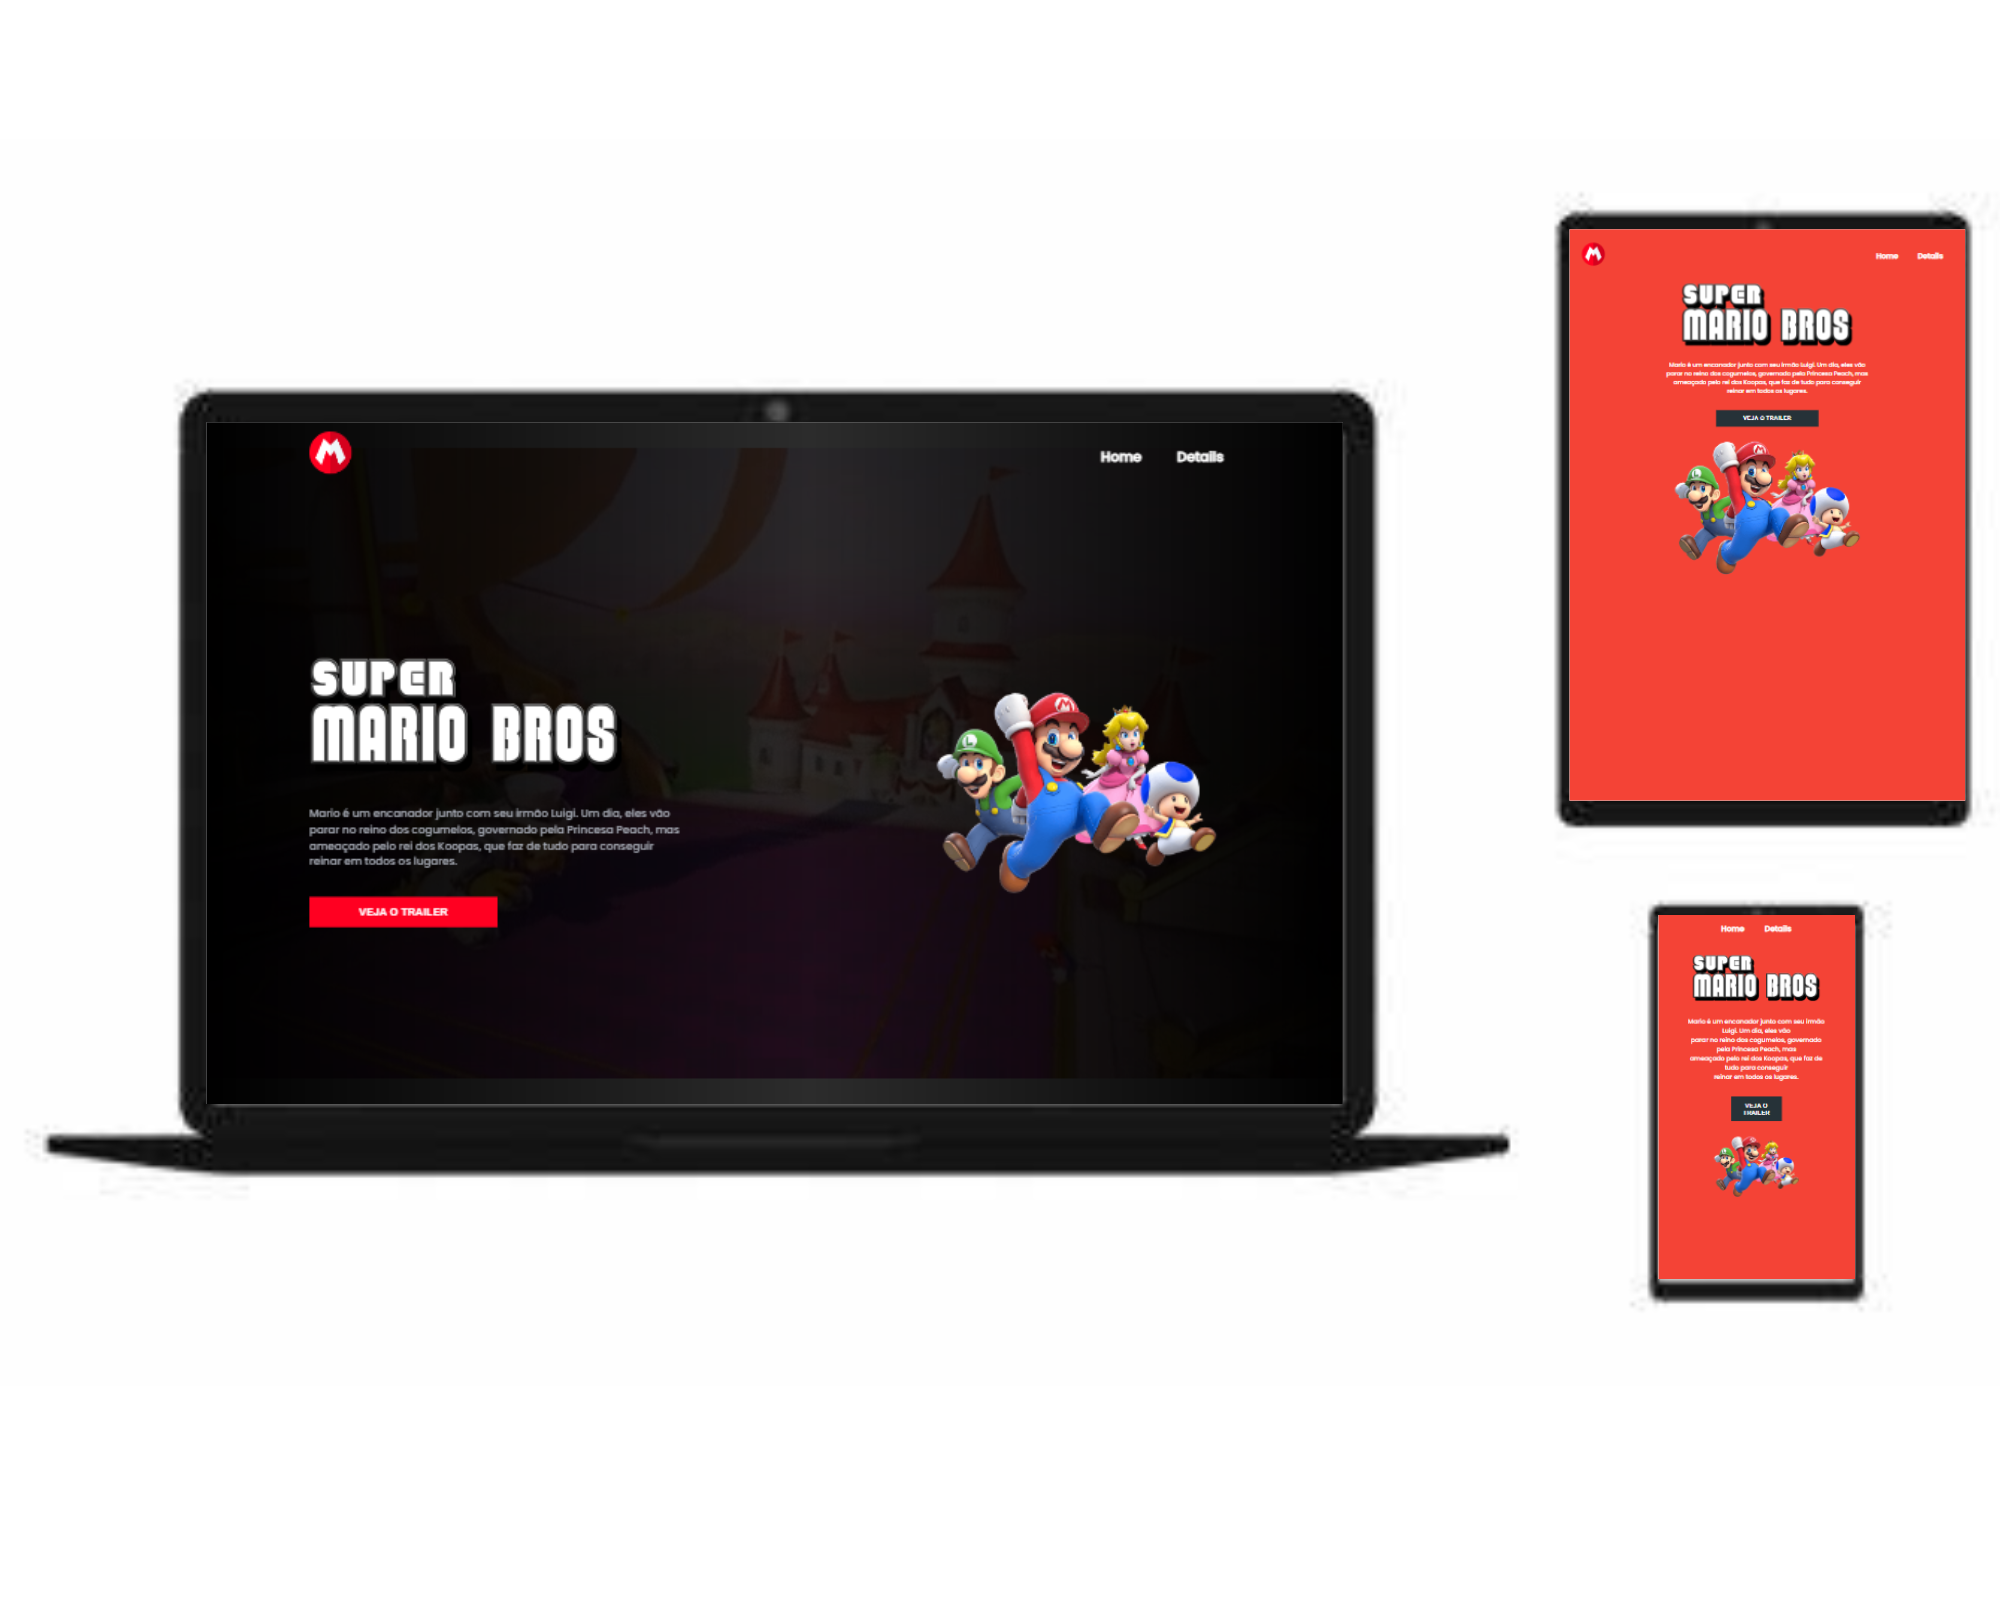 M
Home Details
SUPER
MARIO BROS
Mario é um encanador junto com seu irmão Luigi. Um dia, eles vão
parar no reino dos cogumelos, governado pela Princesa Peach, mas
ameaçado pelo rei dos Koopas, que faz de tudo para conseguir
reinar em todos os lugares.
VEJA O TRAILER
M
Home Details
SUPER
MARIO BROS
Mario é um encanador junto com seu irmão Luigi. Um dia, eles vão
parar no reino dos cogumelos, governado pela Princesa Peach, mas
ameaçado pelo rei dos Koopas, que faz de tudo para conseguir
reinar em todos os lugares.
VEJA O TRAILER
Home Details
SUPER
MARIO BROS
Mario é um encanador junto com seu irmão
Luigi. Um dia, eles vão
parar no reino dos cogumelos, governado
pela Princesa Peach, mas
ameaçado pelo rei dos Koopas, que faz de
tudo para conseguir
reinar em todos os lugares.
VEJA O
TRAILER